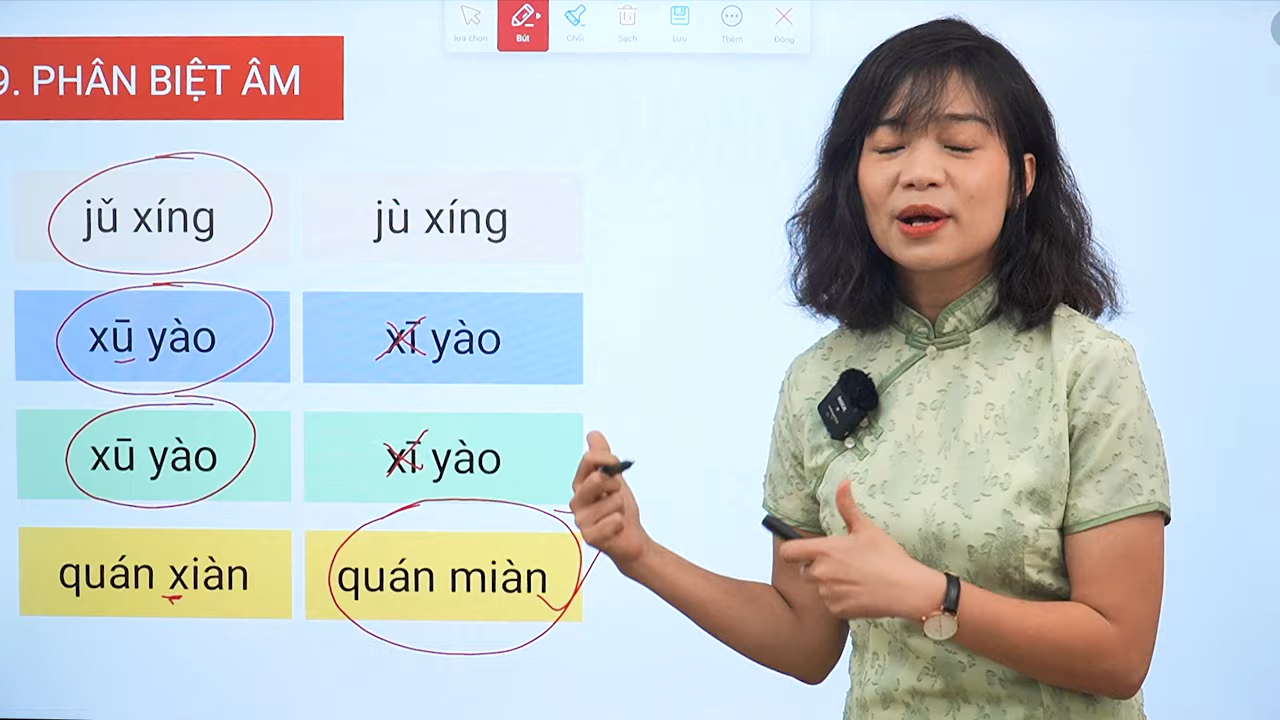 lựa chọn Bút Chổi Sạch Lưu Thêm Đóng
9. PHÂN BIỆT ÂM
jǔ xíng jù xíng
xū yào xī yào
xū yào xī yào
quán xiàn quán miàn